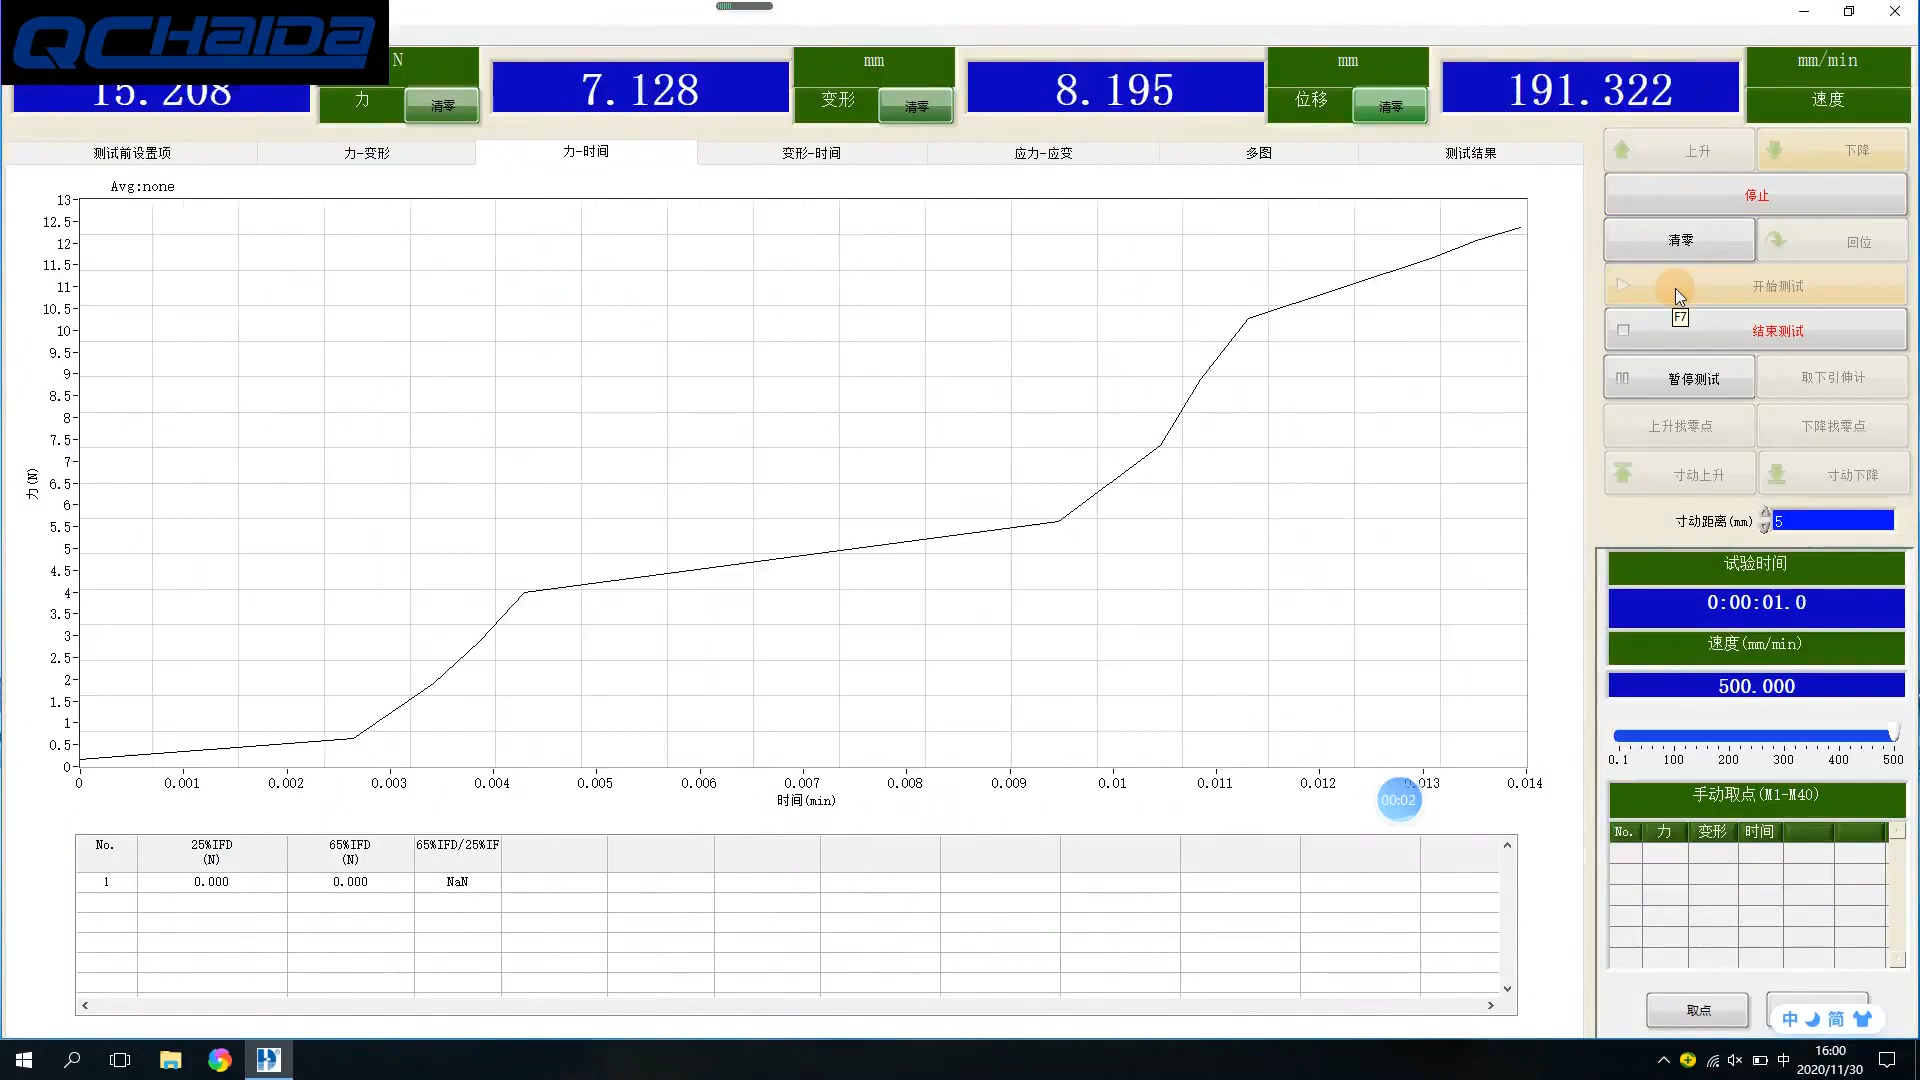 QCHaiDa
15.208
N
力
清零
7.128
mm
变形
清零
8.195
mm
位移
清零
191.322
mm/min
速度
测试前设置项
力-变形
力-时间
变形-时间
应力-应变
多图
测试结果
上升
下降
停止
清零
回位
开始测试
F7
结束测试
暂停测试
取下引伸计
上升找零点
下降找零点
寸动上升
寸动下降
寸动距离(mm)
5
Avg:none
力(N)
13
12.5
12
11.5
11
10.5
10
9.5
9
8.5
8
7.5
7
6.5
6
5.5
5
4.5
4
3.5
3
2.5
2
1.5
1
0.5
0
0 0.001 0.002 0.003 0.004 0.005 0.006 0.007 0.008 0.009 0.01 0.011 0.012 0.013 0.014
时间(min)
00:02
No. 25%IFD (N) 65%IFD (N) 65%IFD/25%IF
1 0.000 0.000 NaN
试验时间
0:00:01.0
速度(mm/min)
500.000
0.1 100 200 300 400 500
手动取点(M1-M40)
No. 力 变形 时间
取点
中 简
中
16:00
2020/11/30